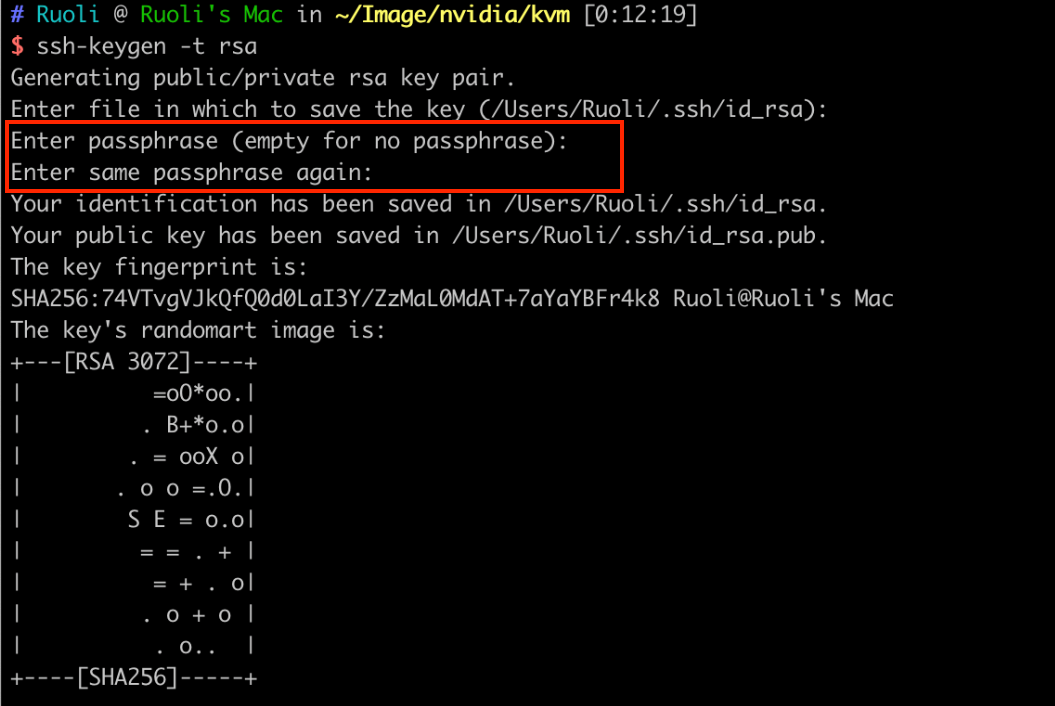 # Ruoli @ Ruoli's Mac in ~/Image/nvidia/kvm [0:12:19]
$ ssh-keygen -t rsa
Generating public/private rsa key pair.
Enter file in which to save the key (/Users/Ruoli/.ssh/id_rsa):
Enter passphrase (empty for no passphrase):
Enter same passphrase again:
Your identification has been saved in /Users/Ruoli/.ssh/id_rsa.
Your public key has been saved in /Users/Ruoli/.ssh/id_rsa.pub.
The key fingerprint is:
SHA256:74VTvgVJkQfQ0d0LaI3Y/ZzMaL0MdAT+7aYaYBFr4k8 Ruoli@Ruoli's Mac
The key's randomart image is:
+---[RSA 3072]----+
|          =oO*oo.|
|         . B+*o.o|
|        . = ooX o|
|       . o o =.O.|
|        S E = o.o|
|         = = . + |
|          = + . o|
|         . o + o |
|          . o..  |
+----[SHA256]-----+